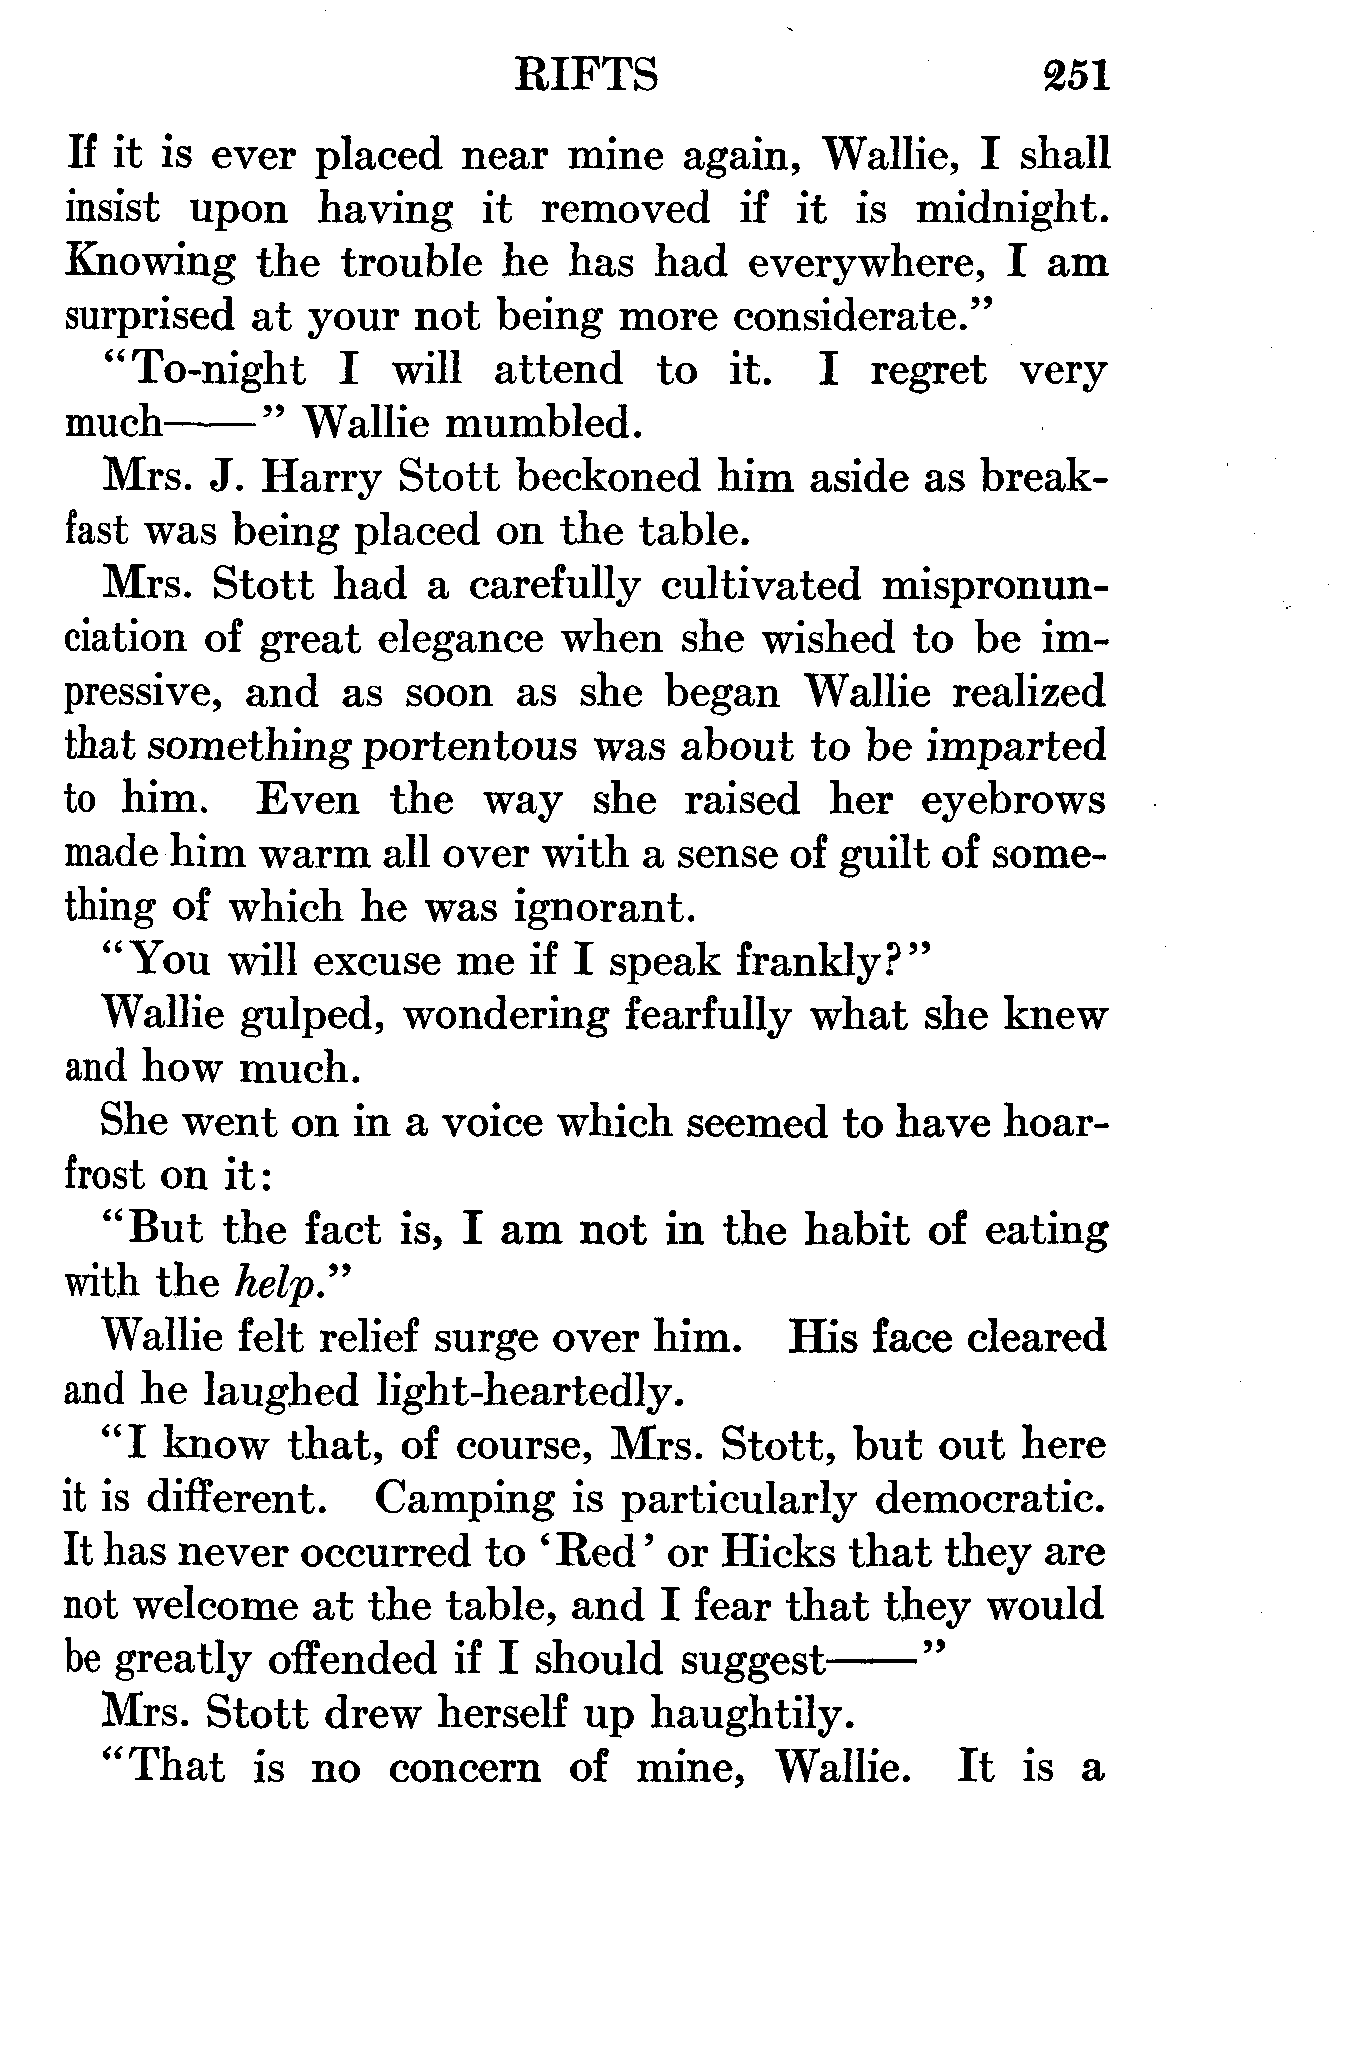 RIFTS 251
If it is ever placed near mine again, Wallie, I shall
insist upon having it removed if it is midnight.
Knowing the trouble he has had everywhere, I am
surprised at your not being more considerate.”
“To-night I will attend to it. I regret very
much——” Wallie mumbled.
Mrs. J. Harry Stott beckoned him aside as break-
fast was being placed on the table.
Mrs. Stott had a carefully cultivated mispronun-
ciation of great elegance when she wished to be im-
pressive, and as soon as she began Wallie realized
that something portentous was about to be imparted
to him. Even the way she raised her eyebrows
made him warm all over with a sense of guilt of some-
thing of which he was ignorant.
“You will excuse me if I speak frankly?”
Wallie gulped, wondering fearfully what she knew
and how much.
She went on in a voice which seemed to have hoar-
frost on it:
“But the fact is, I am not in the habit of eating
with the help.”
Wallie felt relief surge over him. His face cleared
and he laughed light-heartedly.
“I know that, of course, Mrs. Stott, but out here
it is different. Camping is particularly democratic.
It has never occurred to ‘Red’ or Hicks that they are
not welcome at the table, and I fear that they would
be greatly offended if I should suggest——”
Mrs. Stott drew herself up haughtily.
“That is no concern of mine, Wallie. It is a